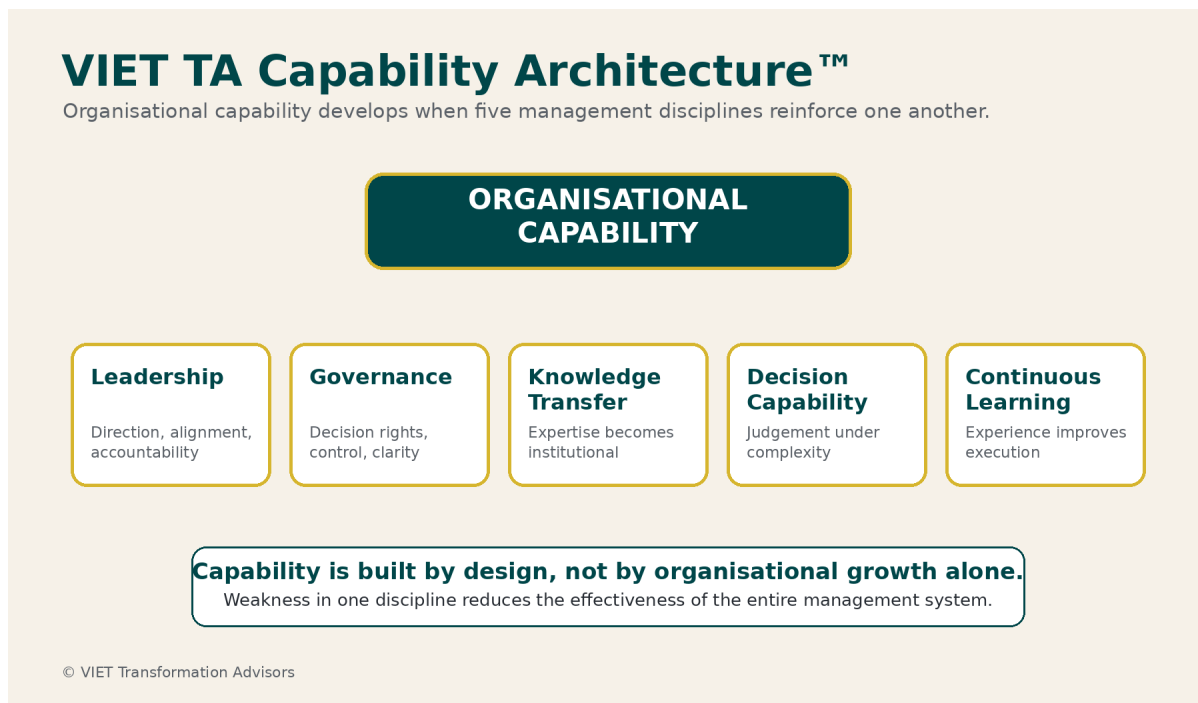 VIET TA Capability Architecture™
Organisational capability develops when five management disciplines reinforce one another.
ORGANISATIONAL
CAPABILITY
Leadership
Direction, alignment,
accountability
Governance
Decision rights,
control, clarity
Knowledge
Transfer
Expertise becomes
institutional
Decision
Capability
Judgement under
complexity
Continuous
Learning
Experience improves
execution
Capability is built by design, not by organisational growth alone.
Weakness in one discipline reduces the effectiveness of the entire management system.
© VIET Transformation Advisors